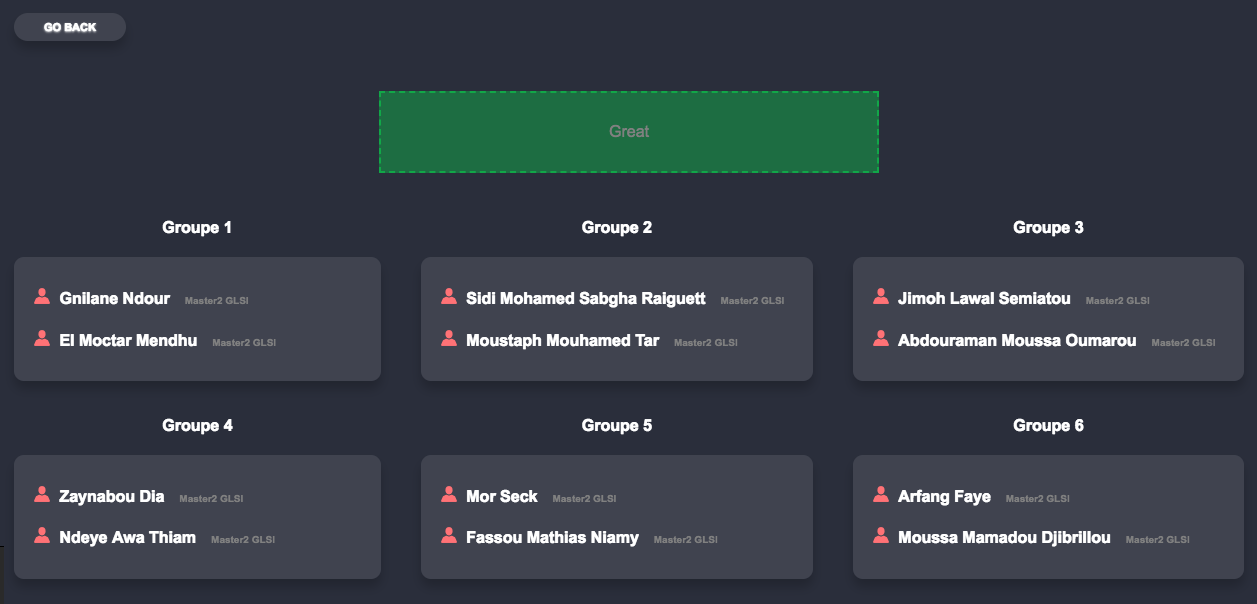 GO BACK
Great
Groupe 1
Groupe 2
Groupe 3
Gnilane Ndour Master2 GLSI
El Moctar Mendhu Master2 GLSI
Sidi Mohamed Sabgha Raiguett Master2 GLSI
Moustaph Mouhamed Tar Master2 GLSI
Jimoh Lawal Semiatou Master2 GLSI
Abdouraman Moussa Oumarou Master2 GLSI
Groupe 4
Groupe 5
Groupe 6
Zaynabou Dia Master2 GLSI
Ndeye Awa Thiam Master2 GLSI
Mor Seck Master2 GLSI
Fassou Mathias Niamy Master2 GLSI
Arfang Faye Master2 GLSI
Moussa Mamadou Djibrillou Master2 GLSI